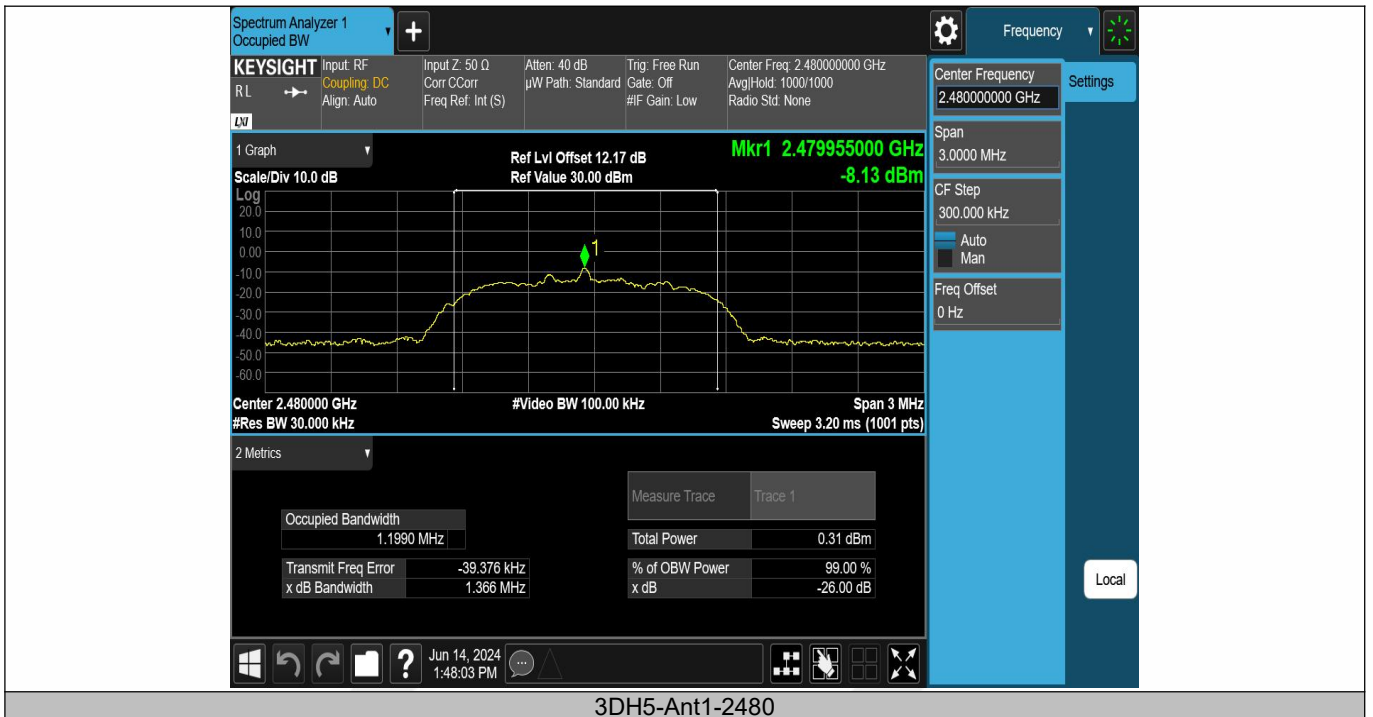 Spectrum Analyzer 1
Occupied BW
Frequency
KEYSIGHT
RL
LXI
Input: RF
Coupling: DC
Align: Auto
Input Z: 50 Ω
Corr CCorr
Freq Ref: Int (S)
Atten: 40 dB
µW Path: Standard
Trig: Free Run
Gate: Off
#IF Gain: Low
Center Freq: 2.480000000 GHz
Avg|Hold: 1000/1000
Radio Std: None
Center Frequency
2.480000000 GHz
Settings
Span
3.0000 MHz
CF Step
300.000 kHz
Auto
Man
Freq Offset
0 Hz
Local
1 Graph
Scale/Div 10.0 dB
Ref Lvl Offset 12.17 dB
Ref Value 30.00 dBm
Mkr1 2.479955000 GHz
-8.13 dBm
Log
20.0
10.0
0.00
-10.0
-20.0
-30.0
-40.0
-50.0
-60.0
1
Center 2.480000 GHz
#Video BW 100.00 kHz
Span 3 MHz
#Res BW 30.000 kHz
Sweep 3.20 ms (1001 pts)
2 Metrics
Measure Trace Trace 1
Occupied Bandwidth
1.1990 MHz
Total Power 0.31 dBm
Transmit Freq Error -39.376 kHz
% of OBW Power 99.00 %
x dB Bandwidth 1.366 MHz
x dB -26.00 dB
?
Jun 14, 2024
1:48:03 PM
3DH5-Ant1-2480